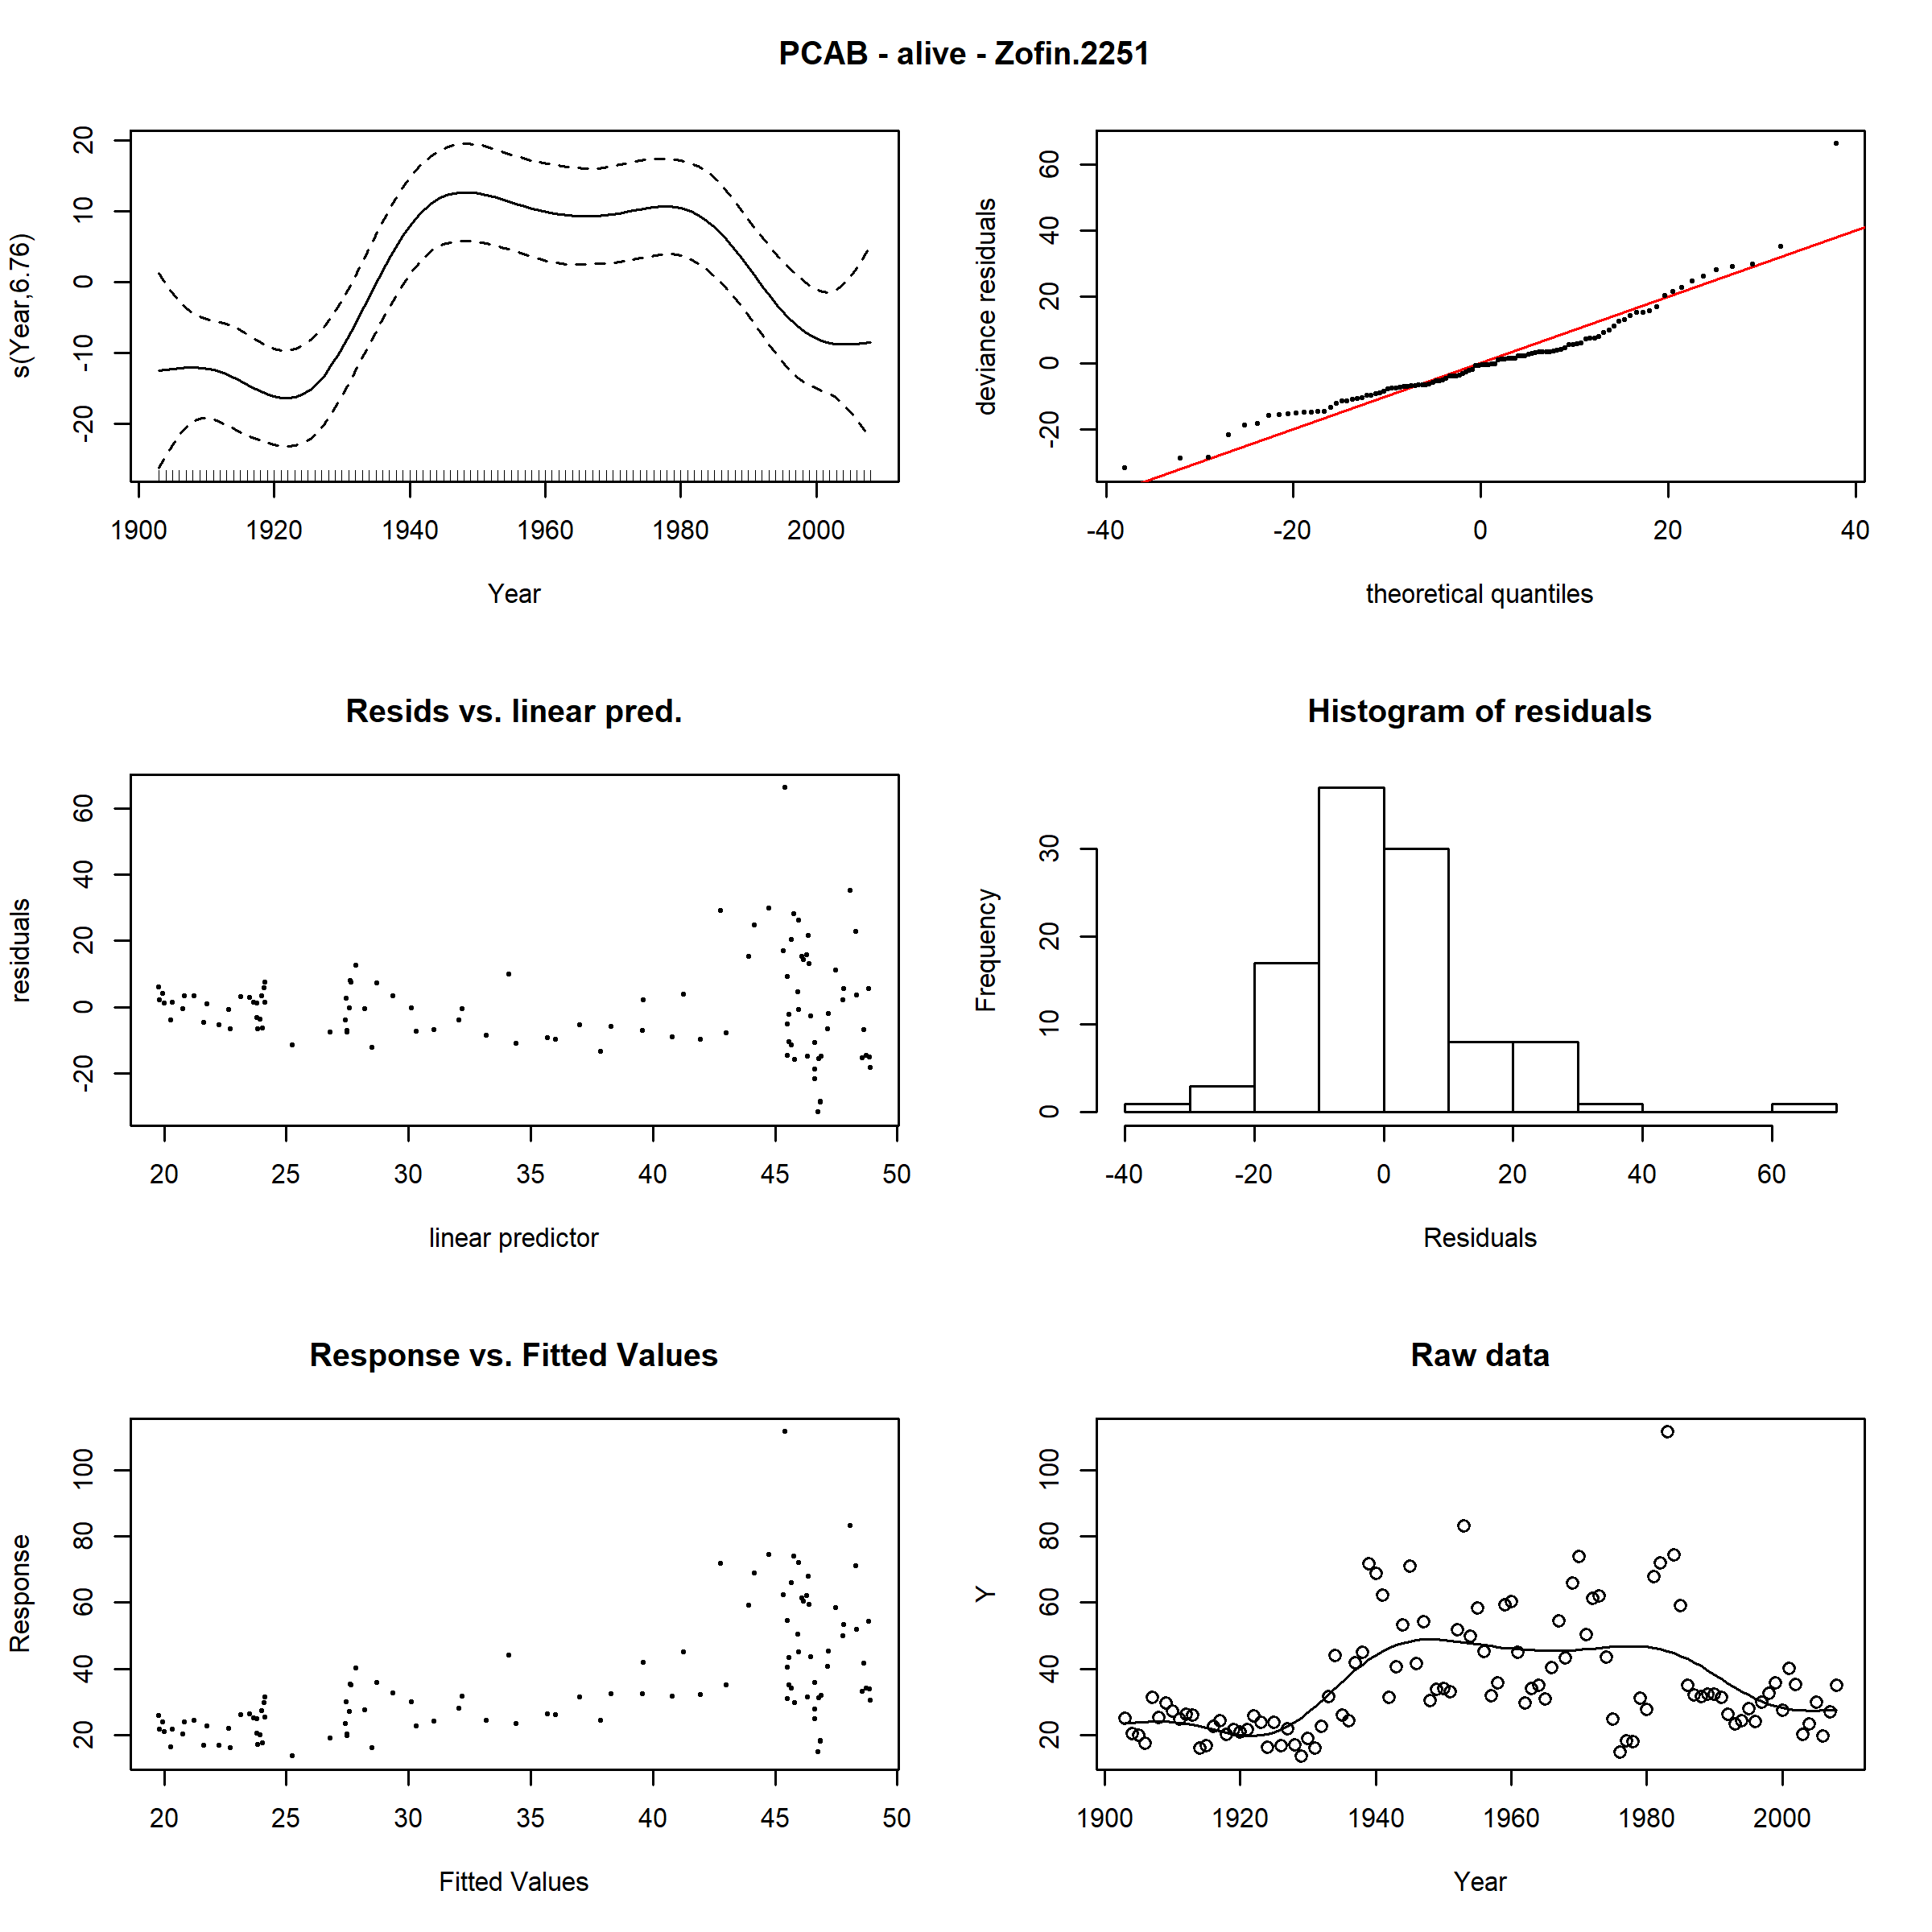 PCAB - alive - Zofin.2251
s(Year,6.76)
20
10
0
-10
-20
1900 1920 1940 1960 1980 2000
Year
deviance residuals
60
40
20
0
-20
-40 -20 0 20 40
theoretical quantiles
Resids vs. linear pred.
residuals
60
40
20
0
-20
20 25 30 35 40 45 50
linear predictor
Histogram of residuals
Frequency
30
20
10
0
-40 -20 0 20 40 60
Residuals
Response vs. Fitted Values
Response
100
80
60
40
20
20 25 30 35 40 45 50
Fitted Values
Raw data
Y
100
80
60
40
20
1900 1920 1940 1960 1980 2000
Year